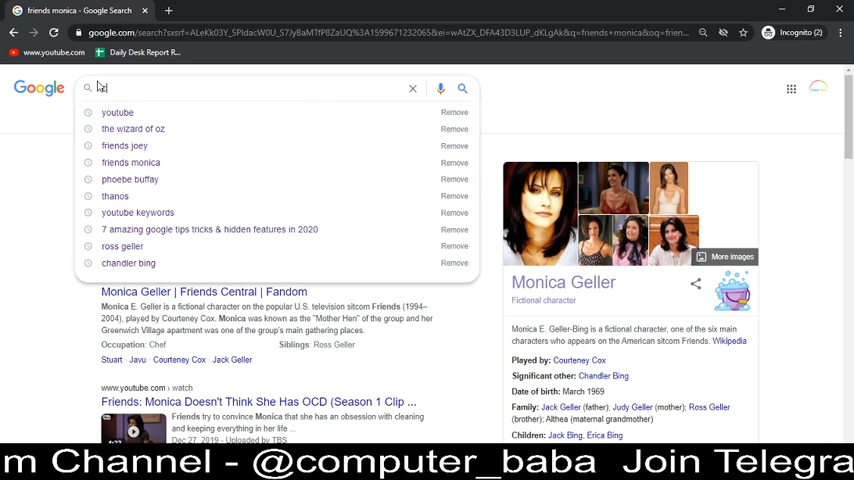 friends monica - Google Search
google.com/search?sxsrf=ALeKk03Y_5PIdacW0U_S7JyBaMTfP8ZaUQ%3A1599671232065&ei=wAtZX_DFA43D3LUP_dKLgAk&q=friends+monica&oq=frien...
Incognito (2)
www.youtube.com
Daily Desk Report R...
Google
youtube Remove
the wizard of oz Remove
friends joey Remove
friends monica Remove
phoebe buffay Remove
thanos Remove
youtube keywords Remove
7 amazing google tips tricks & hidden features in 2020 Remove
ross geller Remove
chandler bing Remove
Monica Geller | Friends Central | Fandom
Monica E. Geller is a fictional character on the popular U.S. television sitcom Friends (1994–
2004), played by Courteney Cox. Monica was known as the "Mother Hen" of the group and her
Greenwich Village apartment was one of the group's main gathering places.
Occupation: Chef Siblings: Ross Geller
Stuart · Javu · Courteney Cox · Jack Geller
www.youtube.com › watch
Friends: Monica Doesn't Think She Has OCD (Season 1 Clip ...
Friends try to convince Monica that she has an obsession with cleaning
and keeping everything in her life ...
Dec 27, 2019 - Uploaded by TBS
4:22
More images
Monica Geller
Fictional character
Monica E. Geller-Bing is a fictional character, one of the six main
characters who appears on the American sitcom Friends. Wikipedia
Played by: Courteney Cox
Significant other: Chandler Bing
Date of birth: March 1969
Family: Jack Geller (father); Judy Geller (mother); Ross Geller
(brother); Althea (maternal grandmother)
Children: Jack Bing, Erica Bing
m Channel - @computer_baba Join Telegra